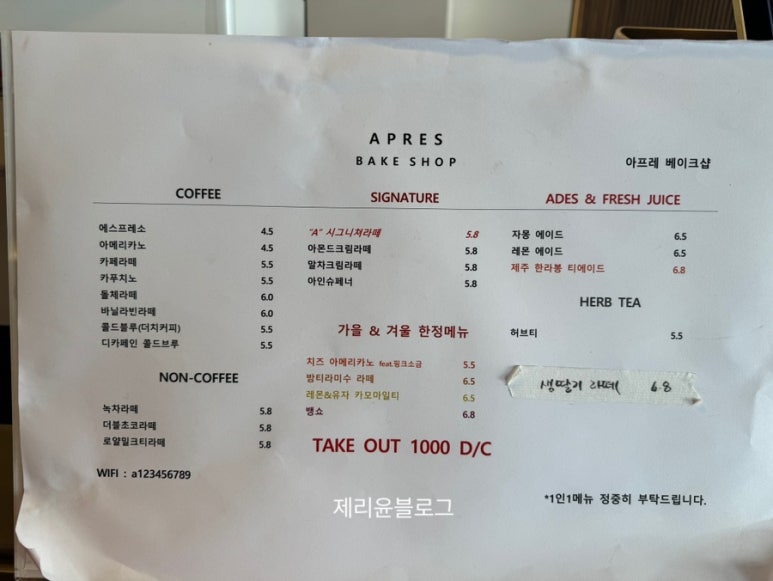 APRES
BAKE SHOP
아프레 베이크샵
COFFEE
에스프레소 4.5
아메리카노 4.5
카페라떼 5.5
카푸치노 5.5
돌체라떼 6.0
바닐라빈라떼 6.0
콜드블루(더치커피) 5.5
디카페인 콜드브루 5.5
NON-COFFEE
녹차라떼 5.8
더블초코라떼 5.8
로얄밀크티라떼 5.8
WIFI : a123456789
SIGNATURE
"A" 시그니쳐라떼 5.8
아몬드크림라떼 5.8
말차크림라떼 5.8
아인슈페너 5.8
가을 & 겨울 한정메뉴
치즈 아메리카노 feat.핑크소금 5.5
밤티라미수 라떼 6.5
레몬&유자 카모마일티 6.5
뱅쇼 6.8
TAKE OUT 1000 D/C
ADES & FRESH JUICE
자몽 에이드 6.5
레몬 에이드 6.5
제주 한라봉 티에이드 6.8
HERB TEA
허브티 5.5
생딸기 라떼 6.8
*1인1메뉴 정중히 부탁드립니다.
제리윤블로그